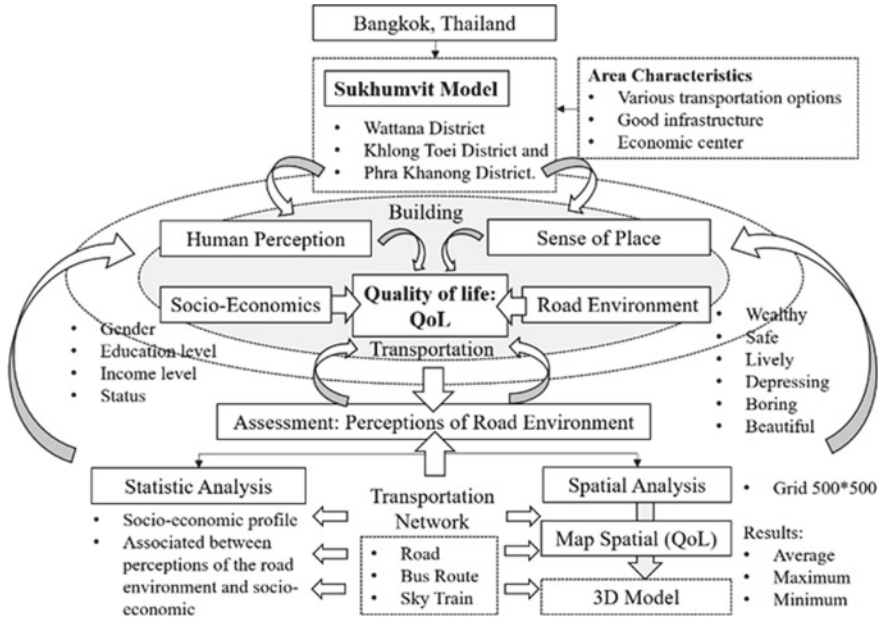 Bangkok, Thailand
Sukhumvit Model
• Wattana District
• Khlong Toei District and
• Phra Khanong District.
Area Characteristics
• Various transportation options
• Good infrastructure
• Economic center
Building
Human Perception
Sense of Place
Socio-Economics
Quality of life:
QoL
Road Environment
Transportation
• Gender
• Education level
• Income level
• Status
• Wealthy
• Safe
• Lively
• Depressing
• Boring
• Beautiful
Assessment: Perceptions of Road Environment
Statistic Analysis
• Socio-economic profile
• Associated between
perceptions of the road
environment and socio-
economic
Transportation
Network
• Road
• Bus Route
• Sky Train
Spatial Analysis
• Grid 500*500
Map Spatial (QoL)
3D Model
Results:
• Average
• Maximum
• Minimum